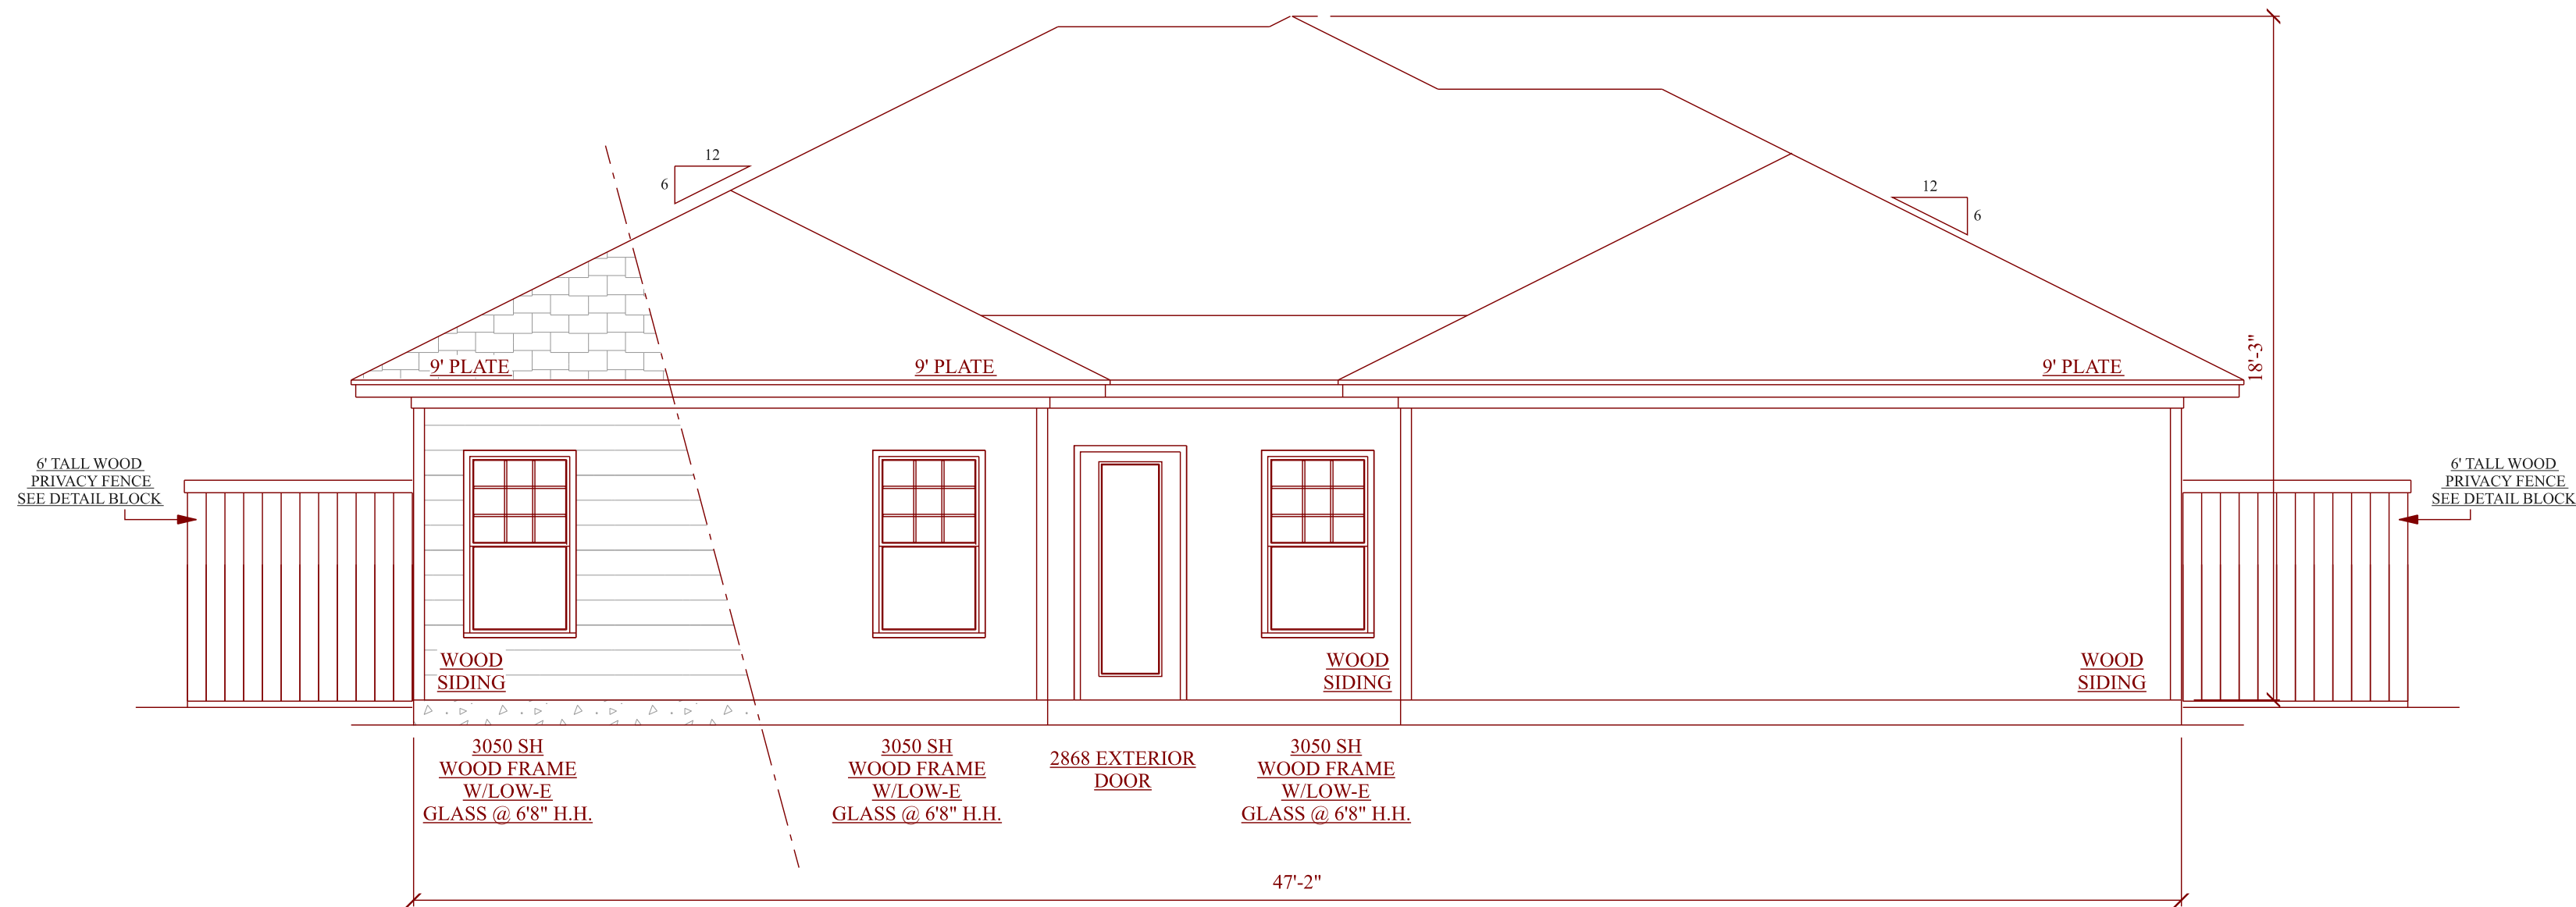 12
6
12
6
18'-3"
9' PLATE
9' PLATE
9' PLATE
6' TALL WOOD
PRIVACY FENCE
SEE DETAIL BLOCK
6' TALL WOOD
PRIVACY FENCE
SEE DETAIL BLOCK
WOOD
SIDING
WOOD
SIDING
WOOD
SIDING
3050 SH
WOOD FRAME
W/LOW-E
GLASS @ 6'8" H.H.
3050 SH
WOOD FRAME
W/LOW-E
GLASS @ 6'8" H.H.
2868 EXTERIOR
DOOR
3050 SH
WOOD FRAME
W/LOW-E
GLASS @ 6'8" H.H.
47'-2"